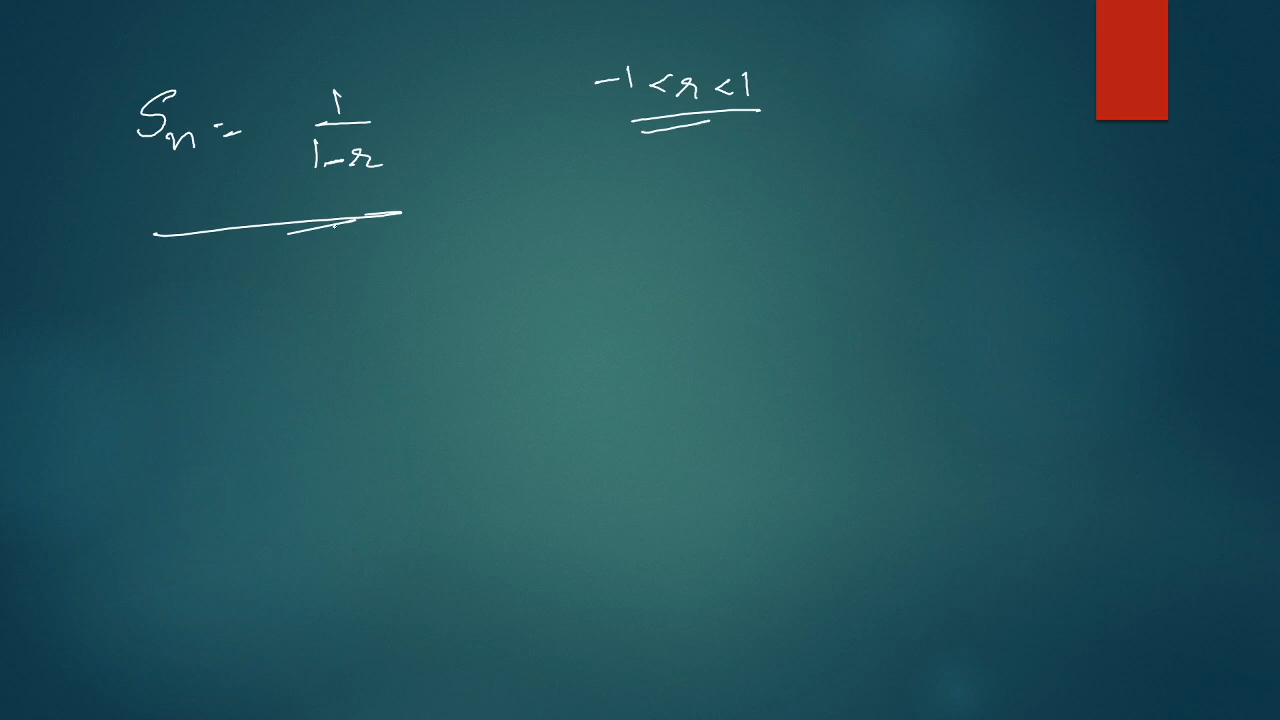 Sn = 1/(1-r) -1<r<1